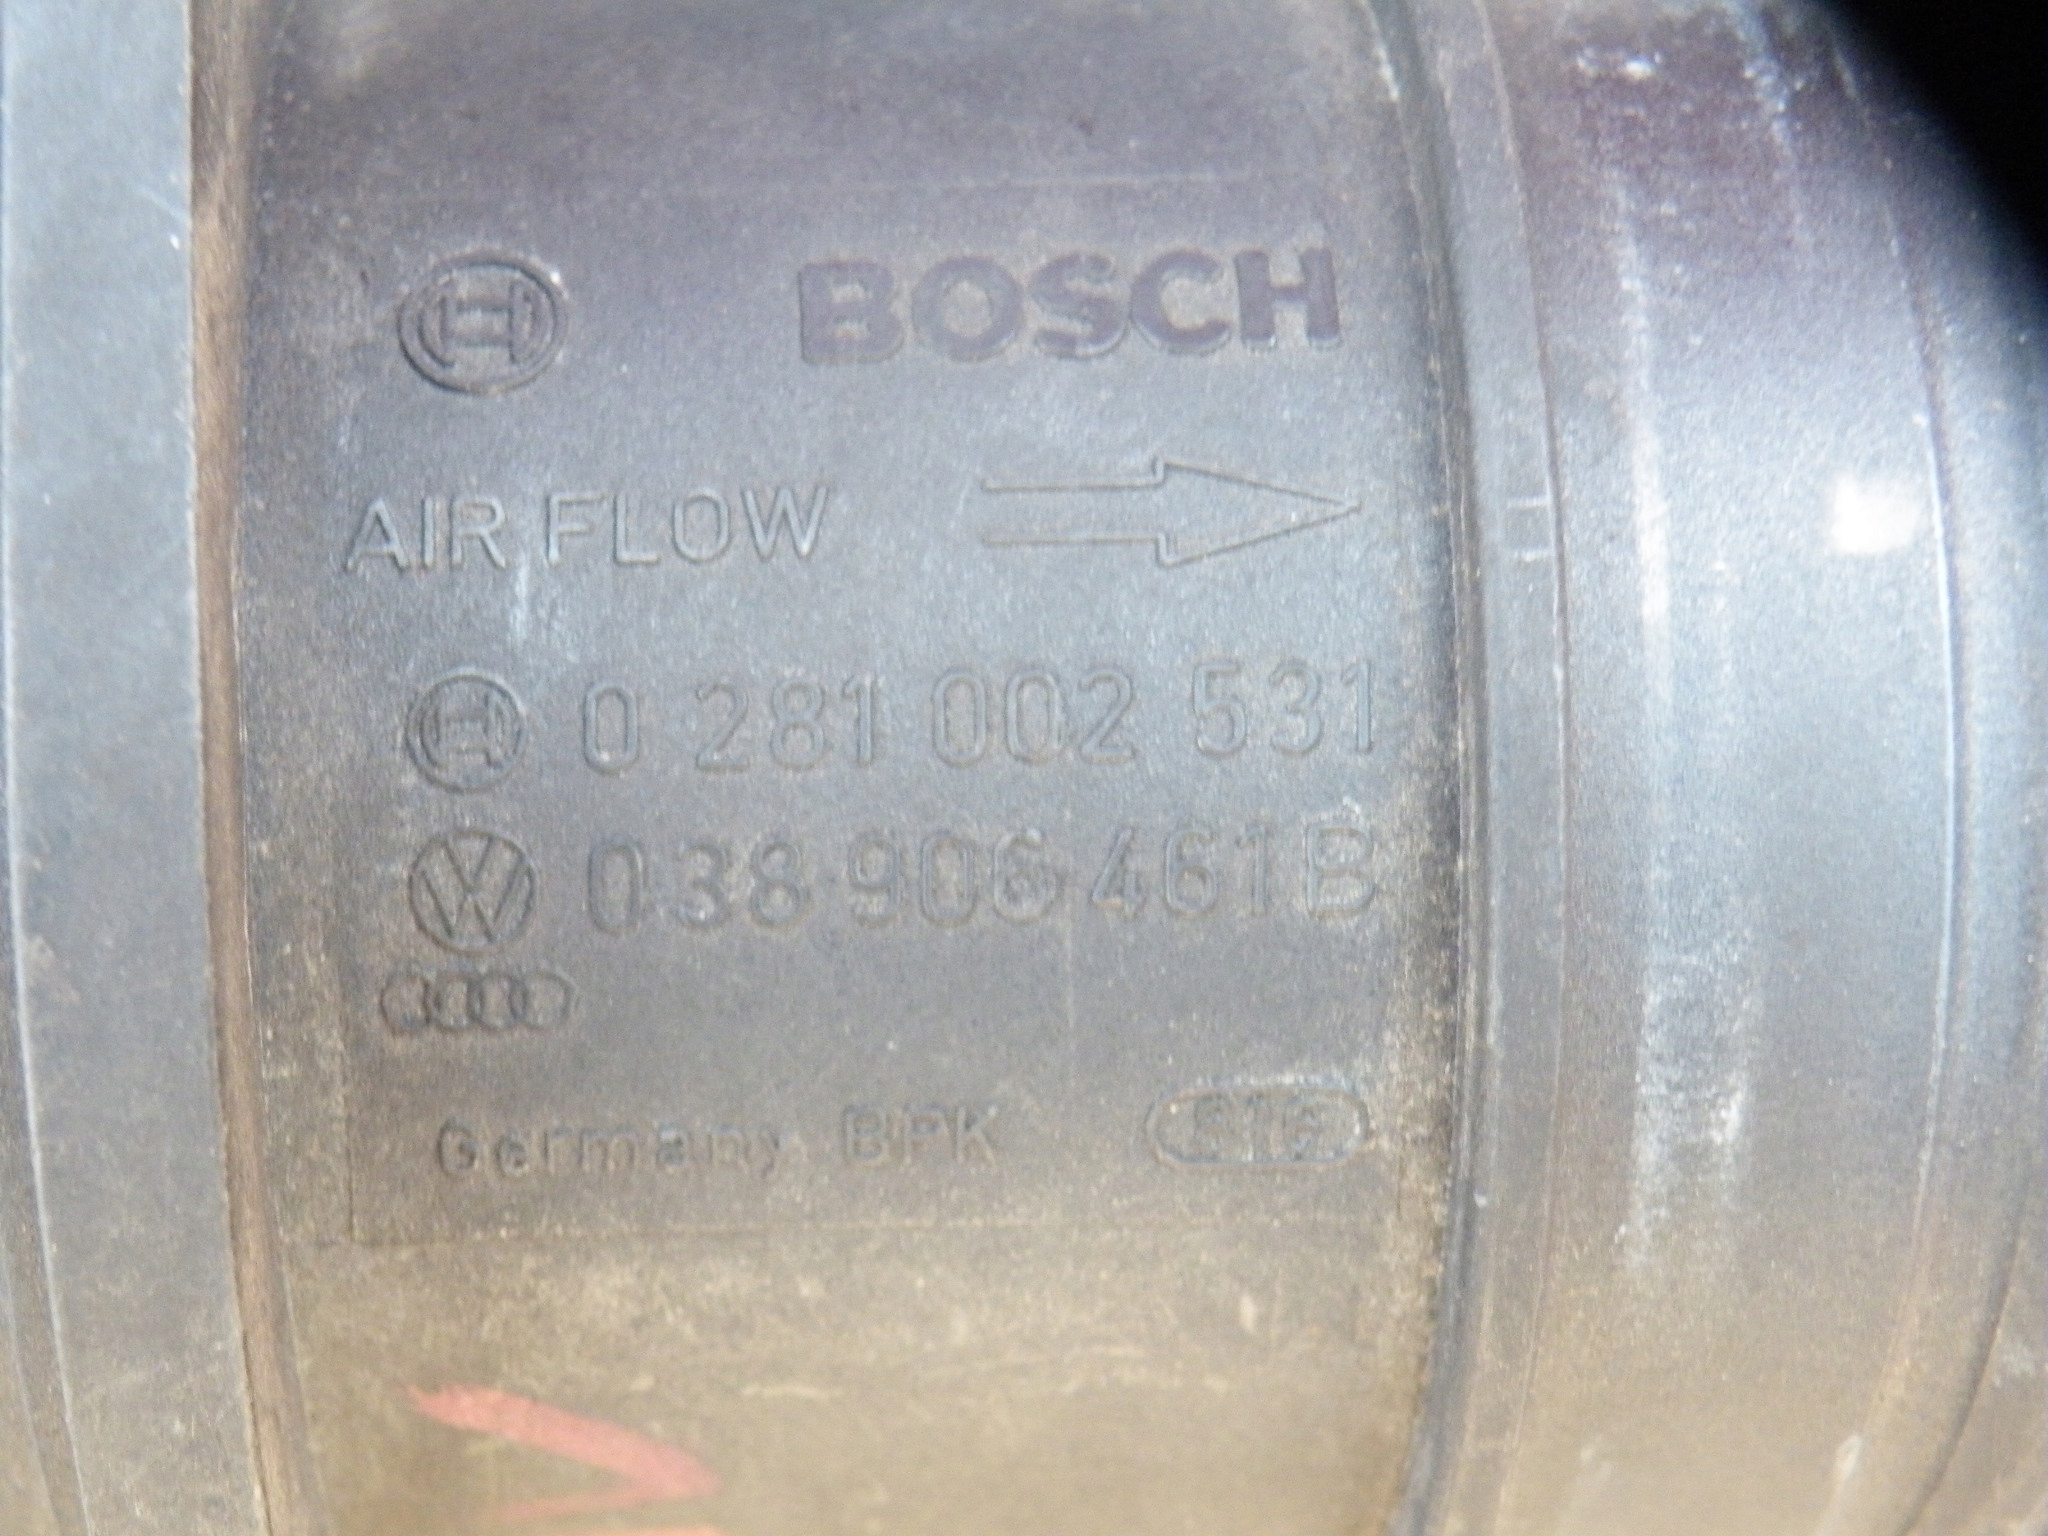 BOSCH
AIR FLOW
0 281 002 531
038 906 461 B
Germany BPK